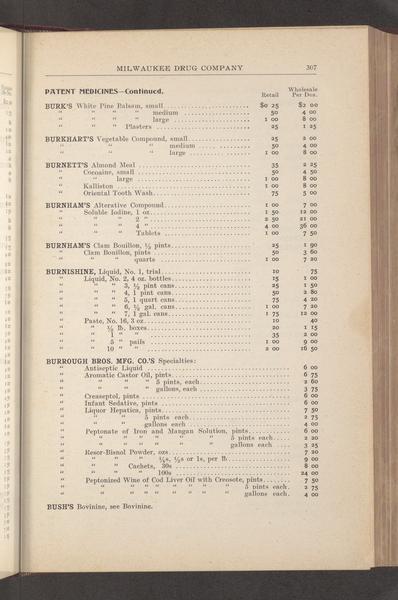 MILWAUKEE DRUG COMPANY 307
PATENT MEDICINES—Continued. Retail Wholesale Per Doz.
BURK'S White Pine Balsam, small $0 25 $2 00
" " " " medium 50 4 00
" " " " large 1 00 8 00
" " " Plasters 25 1 25
BURKHART'S Vegetable Compound, small 25 2 00
" " " medium 50 4 00
" " " large 1 00 8 00
BURNETT'S Almond Meal 35 2 25
" Cocoaine, small 50 4 50
" " large 1 00 8 00
" Kalliston 1 00 8 00
" Oriental Tooth Wash 75 5 00
BURNHAM'S Alterative Compound 1 00 7 00
" Soluble Iodine, 1 oz 1 50 12 00
" " " 2 " 2 50 21 00
" " " 4 " 4 00 36 00
" " " Tablets 1 00 7 50
BURNHAM'S Clam Bouillon, ½ pints 25 1 90
" Clam Bouillon, pints 50 3 60
" " " quarts 1 00 7 20
BURNISHINE, Liquid, No. 1, trial 10 75
" Liquid, No. 2, 4 oz. bottles 15 1 00
" " " 3, ½ pint cans 25 1 50
" " " 4, 1 pint cans 50 2 80
" " " 5, 1 quart cans 75 4 20
" " " 6, ½ gal. cans 1 00 7 20
" " " 7, 1 gal. cans 1 75 12 00
" Paste, No. 16, 3 oz 10 40
" " ½ lb. boxes 20 1 15
" " 1 " " 35 2 00
" " 5 " pails 1 00 9 00
" " 10 " " 2 00 16 50
BURROUGH BROS. MFG. CO.'S Specialties:
" Antiseptic Liquid 6 00
" Aromatic Castor Oil, pints 6 75
" " " " 5 pints, each 2 60
" " " " gallons, each 3 75
" Creaseptol, pints 6 00
" Infant Sedative, pints 6 00
" Liquor Hepatica, pints 7 50
" " " 5 pints each 2 75
" " " gallons each 4 00
" Peptonate of Iron and Mangan Solution, pints 6 00
" " " " " " " 5 pints each 2 20
" " " " " " " gallons each 3 25
" Resor-Bisnol Powder, ozs 7 20
" " " " ¼s, ½s or 1s, per lb 9 00
" " " Cachets, 30s 8 00
" " " " 100s 24 00
" Peptonized Wine of Cod Liver Oil with Creosote, pints 7 50
" " " " " " " " " 5 pints each 2 75
" " " " " " " " " gallons each 4 00
BUSH'S Bovinine, see Bovinine.